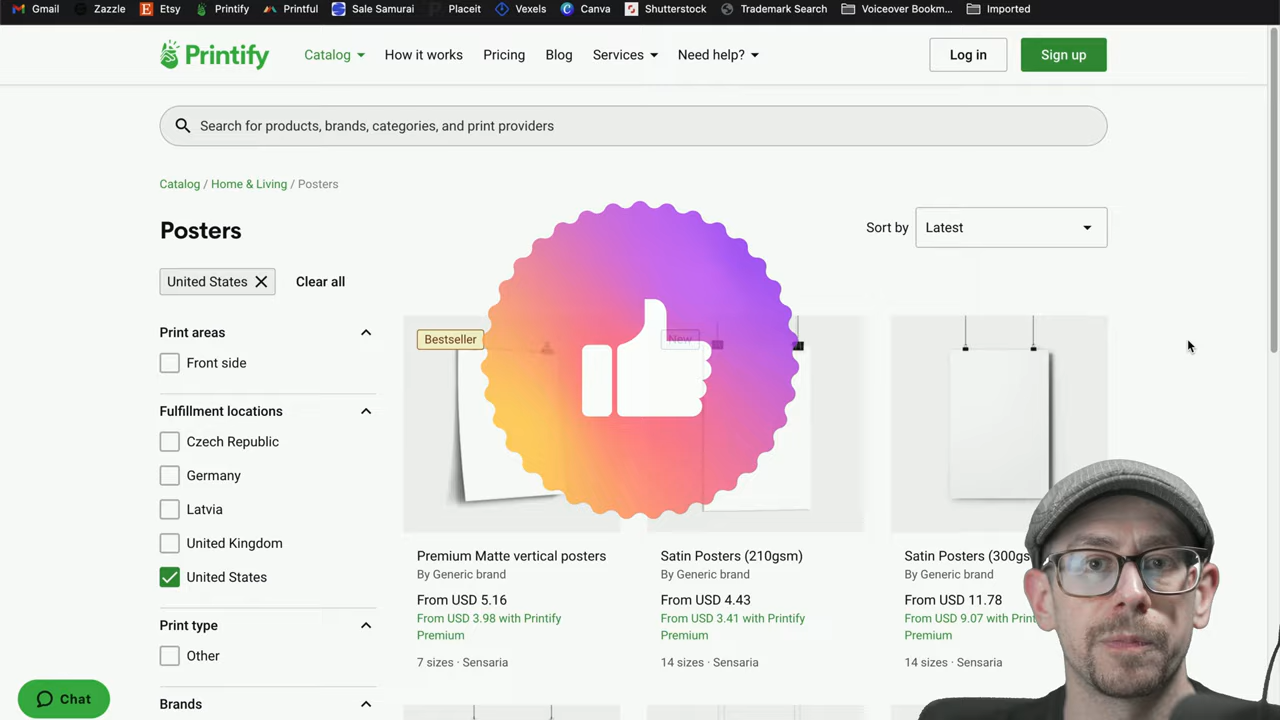 Gmail Zazzle Etsy Printify Printful Sale Samurai Placeit Vexels Canva Shutterstock Trademark Search Voiceover Bookm... Imported
Printify Catalog How it works Pricing Blog Services Need help? Log in Sign up
Search for products, brands, categories, and print providers
Catalog / Home & Living / Posters
Posters
Sort by Latest
United States Clear all
Print areas
Front side
Fulfillment locations
Czech Republic
Germany
Latvia
United Kingdom
United States
Print type
Other
Brands
Chat
Bestseller
Premium Matte vertical posters
By Generic brand
From USD 5.16
From USD 3.98 with Printify
Premium
7 sizes · Sensaria
New
Satin Posters (210gsm)
By Generic brand
From USD 4.43
From USD 3.41 with Printify
Premium
14 sizes · Sensaria
Satin Posters (300gs
By Generic brand
From USD 11.78
From USD 9.07 with Print
Premium
14 sizes · Sensaria